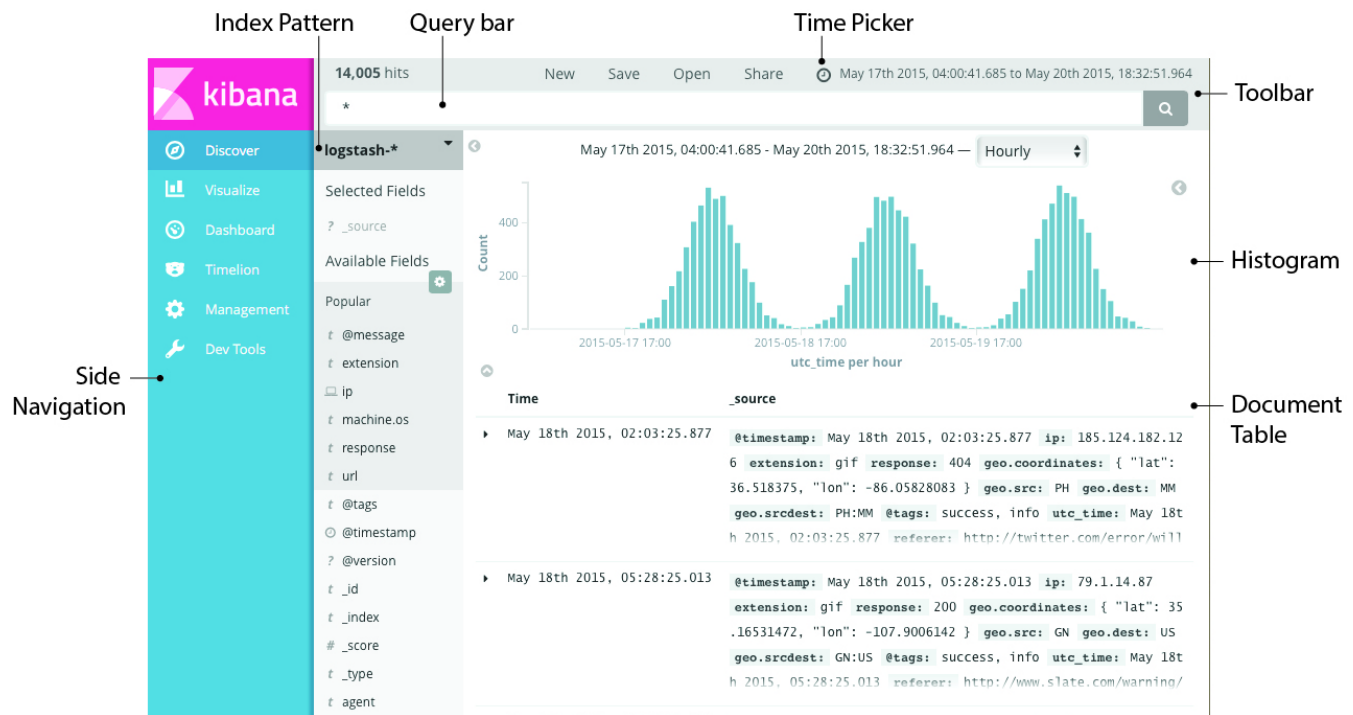 Index Pattern
Query bar
Time Picker
14,005 hits
New
Save
Open
Share
May 17th 2015, 04:00:41.685 to May 20th 2015, 18:32:51.964
kibana
*
Toolbar
Discover
Visualize
Dashboard
Timelion
Management
Dev Tools
Side
Navigation
logstash-*
Selected Fields
? _source
Available Fields
Popular
t @message
t extension
ip
t machine.os
t response
t url
t @tags
@timestamp
? @version
t _id
t _index
# _score
t _type
t agent
May 17th 2015, 04:00:41.685 - May 20th 2015, 18:32:51.964 —
Hourly
Count
400
200
0
2015-05-17 17:00
2015-05-18 17:00
2015-05-19 17:00
utc_time per hour
Histogram
Time
_source
Document
Table
May 18th 2015, 02:03:25.877
@timestamp: May 18th 2015, 02:03:25.877 ip: 185.124.182.12
6 extension: gif response: 404 geo.coordinates: { "lat":
36.518375, "lon": -86.05828083 } geo.src: PH geo.dest: MM
geo.srcdest: PH:MM @tags: success, info utc_time: May 18t
h 2015, 02:03:25.877 referer: http://twitter.com/error/will
May 18th 2015, 05:28:25.013
@timestamp: May 18th 2015, 05:28:25.013 ip: 79.1.14.87
extension: gif response: 200 geo.coordinates: { "lat": 35
.16531472, "lon": -107.9006142 } geo.src: GN geo.dest: US
geo.srcdest: GN:US @tags: success, info utc_time: May 18t
h 2015, 05:28:25.013 referer: http://www.slate.com/warning/